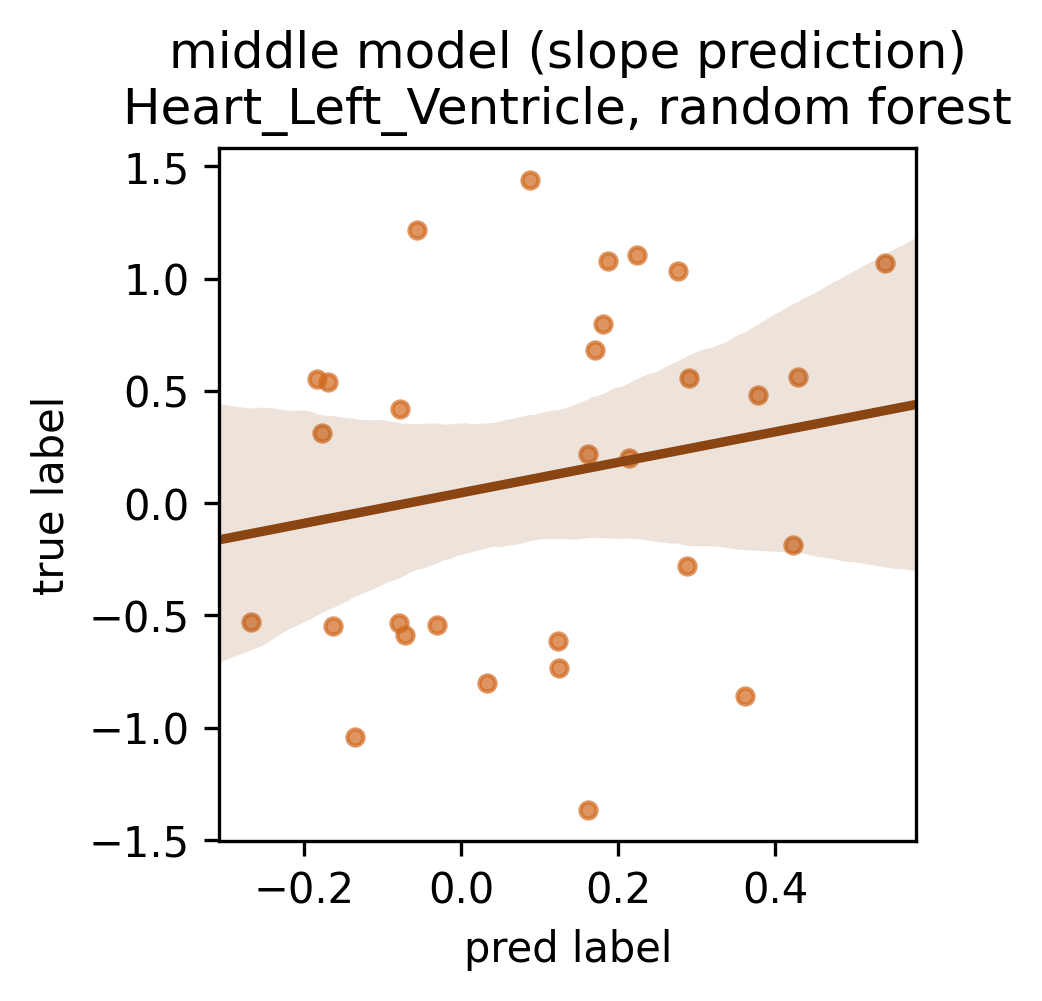 middle model (slope prediction)
Heart_Left_Ventricle, random forest
1.5
1.0
0.5
0.0
−0.5
−1.0
−1.5
true label
−0.2
0.0
0.2
0.4
pred label